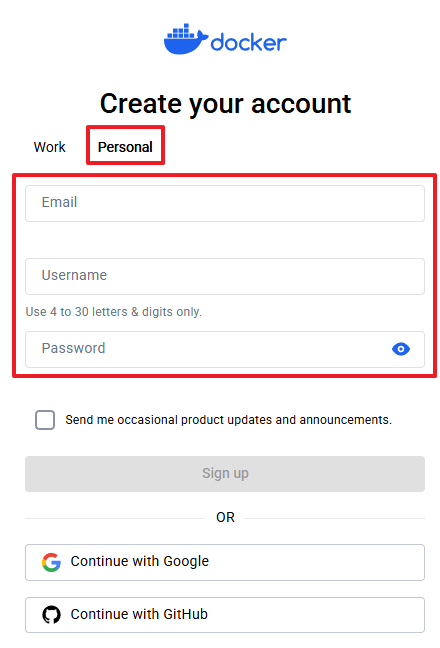 docker
Create your account
Work Personal
Email
Username
Use 4 to 30 letters & digits only.
Password
Send me occasional product updates and announcements.
Sign up
OR
Continue with Google
Continue with GitHub